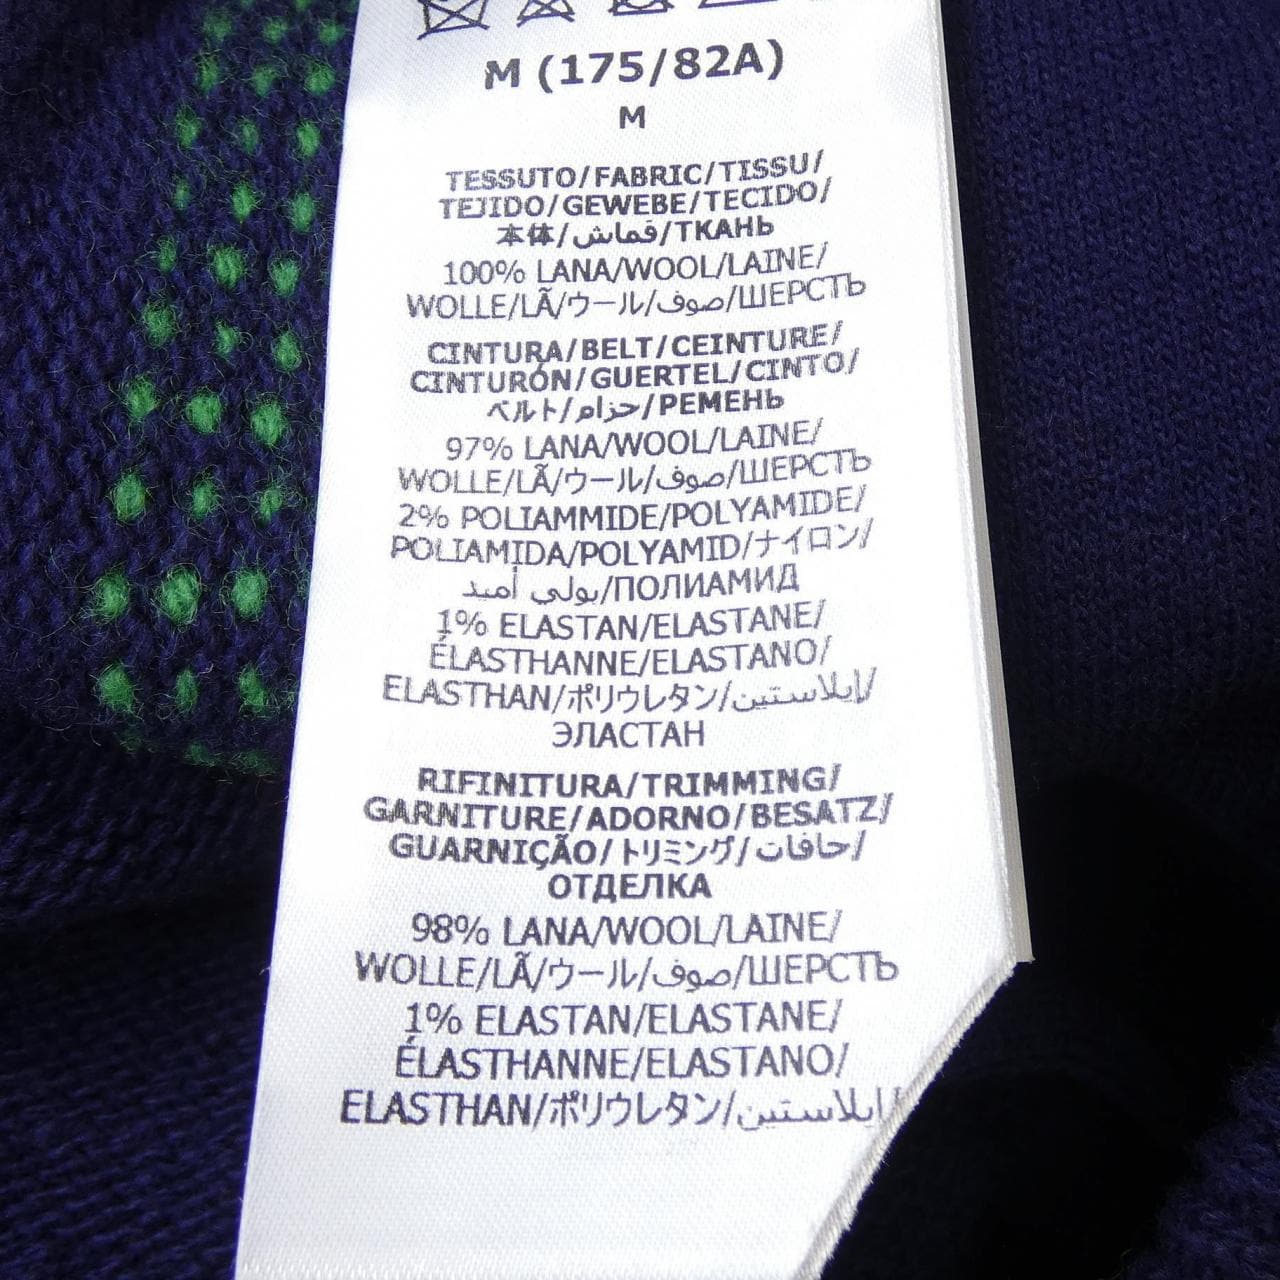 M (175/82A)
M
TESSUTO/FABRIC/TISSU/
TEJIDO/GEWEBE/TECIDO/
本体/قماش/ТКАНЬ
100% LANA/WOOL/LAINE/
WOLLE/LÃ/ウール/صوف/ШЕРСТЬ
CINTURA/BELT/CEINTURE/
CINTURÓN/GUERTEL/CINTO/
ベルト/حزام/РЕМЕНЬ
97% LANA/WOOL/LAINE/
WOLLE/LÃ/ウール/صوف/ШЕРСТЬ
2% POLIAMMIDE/POLYAMIDE/
POLIAMIDA/POLYAMID/ナイロン/
بولي أميد/ПОЛИАМИД
1% ELASTAN/ELASTANE/
ÉLASTHANNE/ELASTANO/
ELASTHAN/ポリウレタン/إيلاستين/
ЭЛАСТАН
RIFINITURA/TRIMMING/
GARNITURE/ADORNO/BESATZ/
GUARNIÇÃO/トリミング/حافات/
ОТДЕЛКА
98% LANA/WOOL/LAINE/
WOLLE/LÃ/ウール/صوف/ШЕРСТЬ
1% ELASTAN/ELASTANE/
ÉLASTHANNE/ELASTANO/
ELASTHAN/ポリウレタン/إيلاستين/